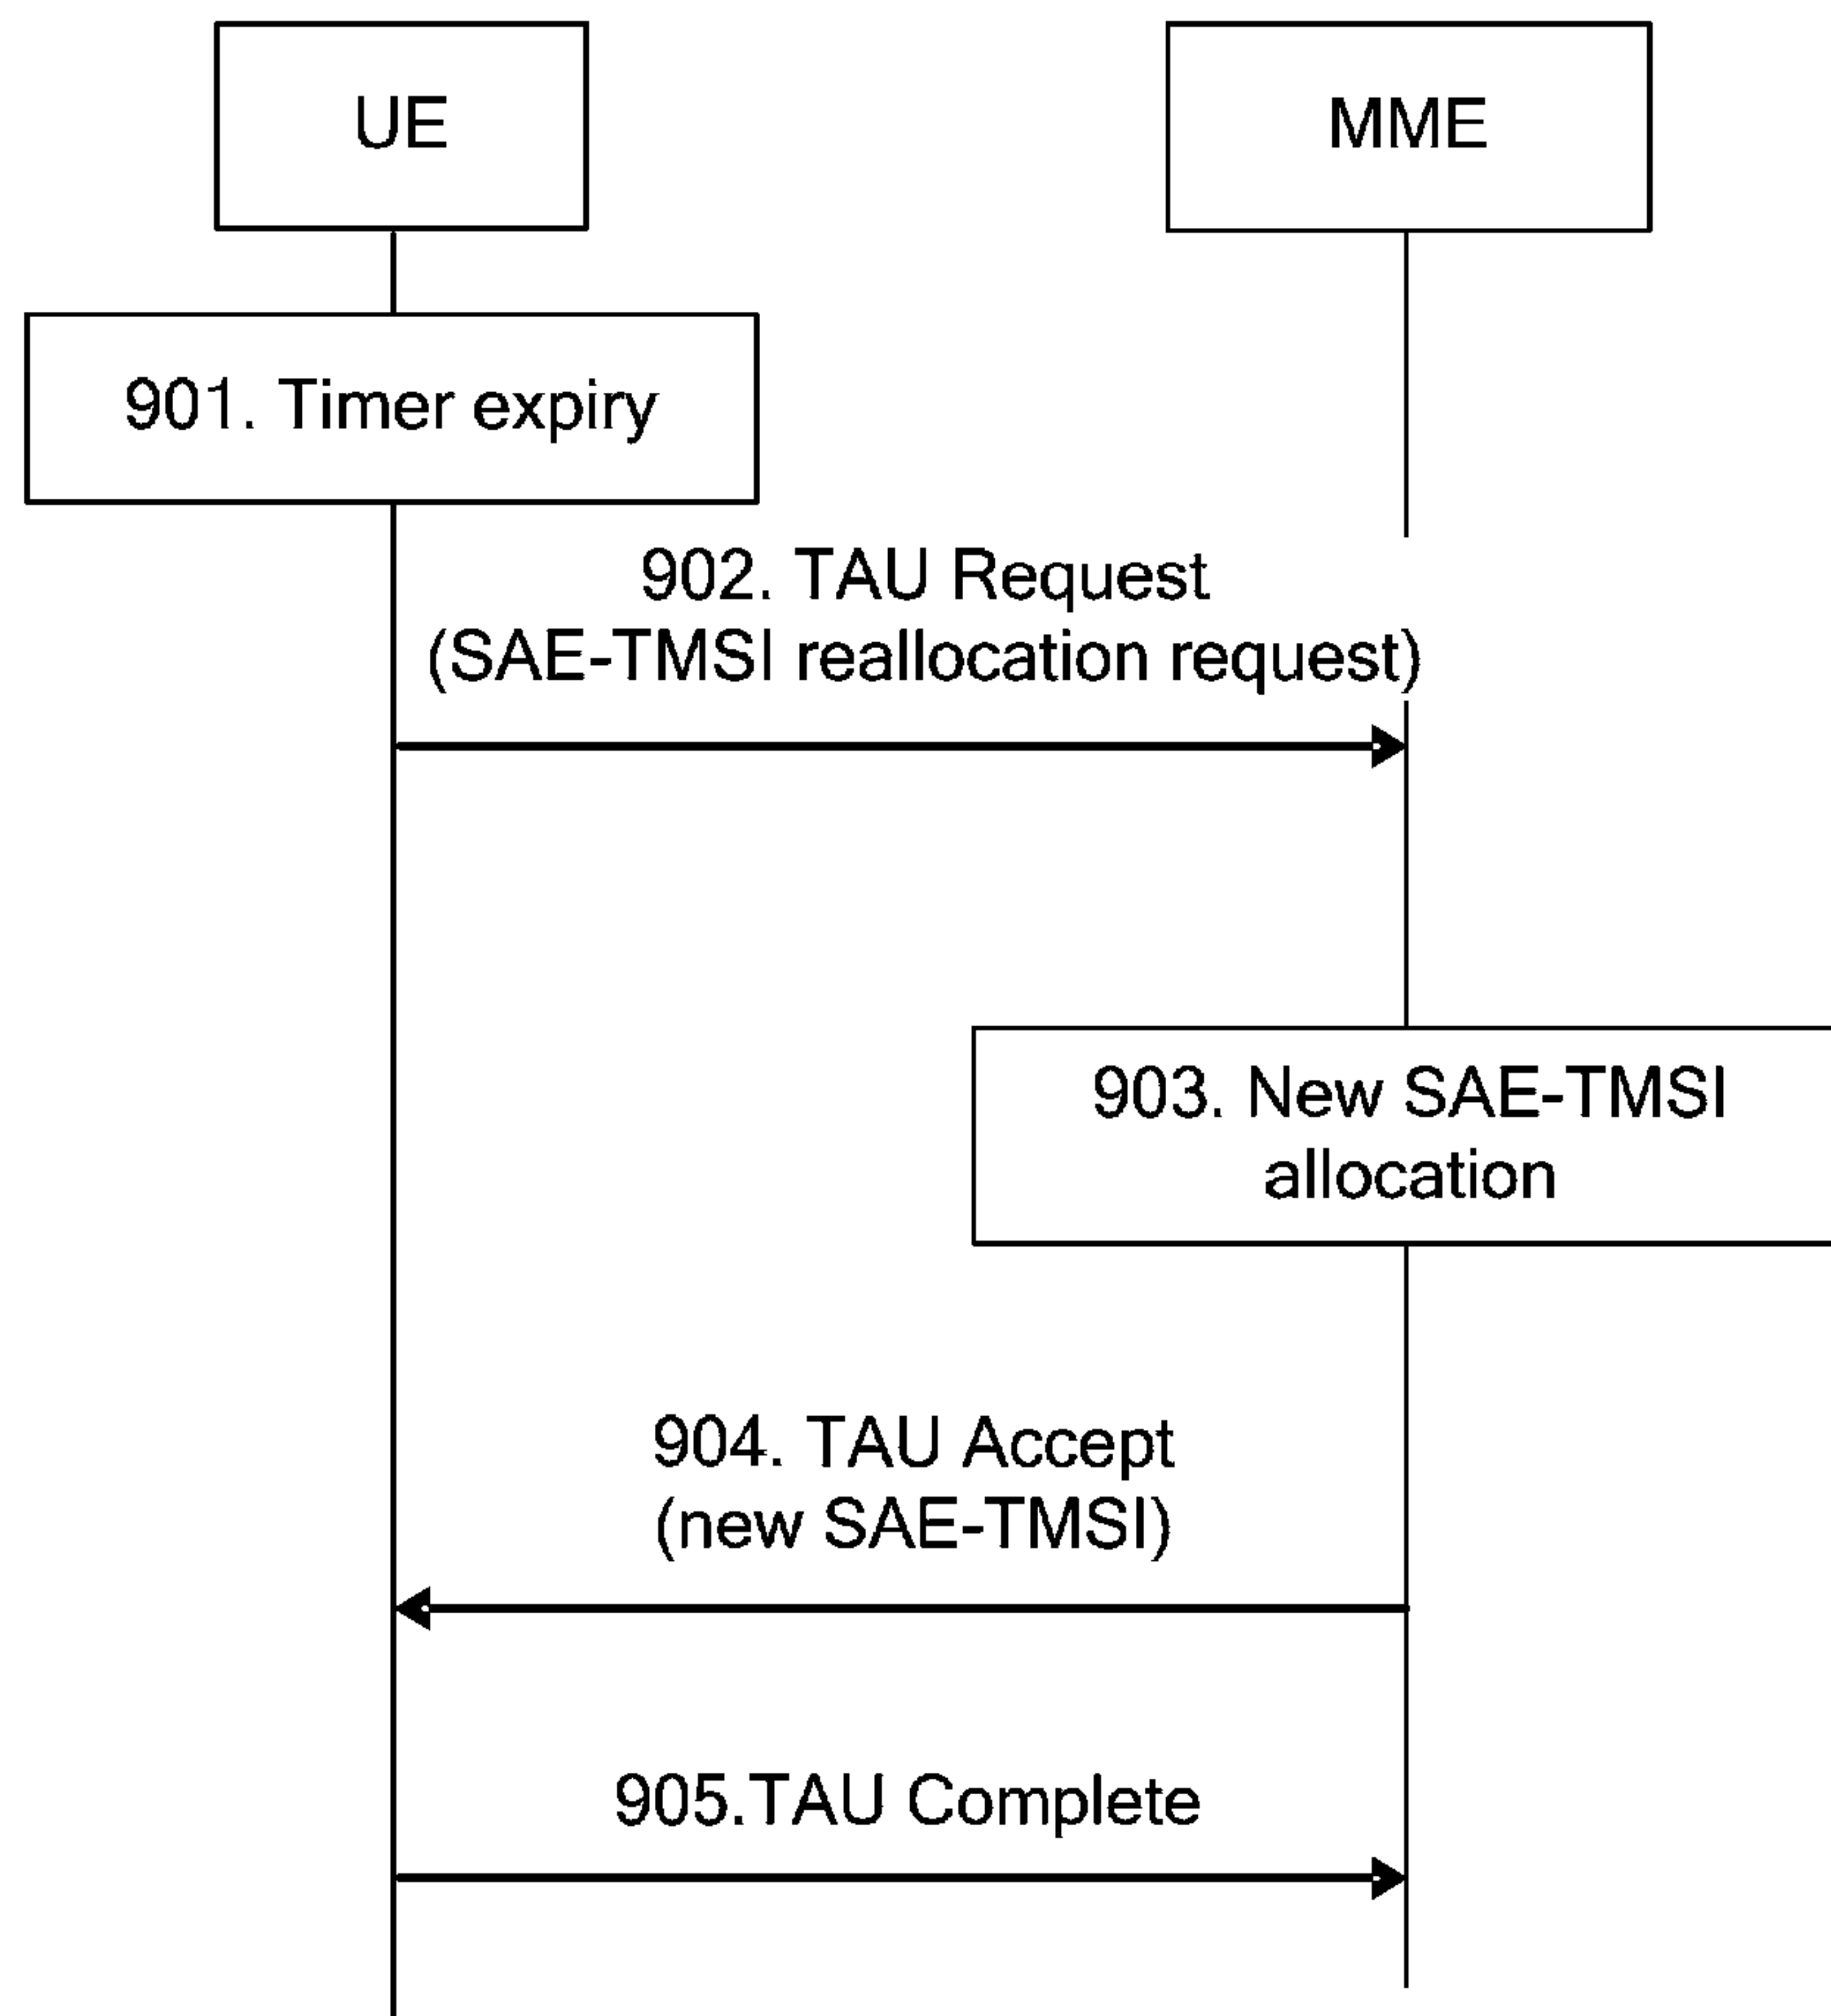 UE
MME
901. Timer expiry
902. TAU Request
(SAE-TMSI reallocation request)
903. New SAE-TMSI
allocation
904. TAU Accept
(new SAE-TMSI)
905.TAU Complete